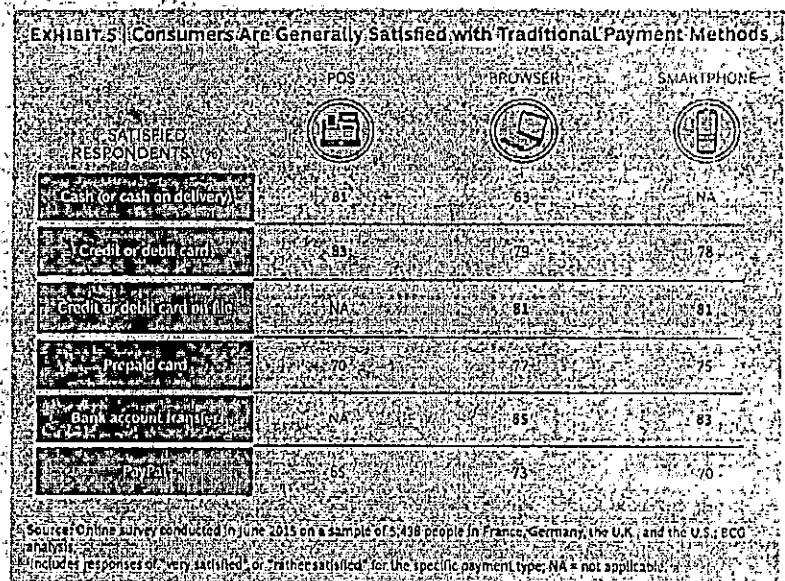 EXHIBIT 5 | Consumers Are Generally Satisfied with Traditional Payment Methods
POS BROWSER SMARTPHONE
SATISFIED
RESPONDENTS (%)
Cash (or cash on delivery) 81 63 NA
Credit or debit card 83 79 78
Credit or debit card on file NA 81 81
Prepaid card 70 77 75
Bank account transfer NA 85 83
PayPal 65 73 70
Source: Online survey conducted in June 2015 on a sample of 5,438 people in France, Germany, the U.K., and the U.S.; BCG
analysis.
Includes responses of "very satisfied" or "rather satisfied" for the specific payment type; NA = not applicable.